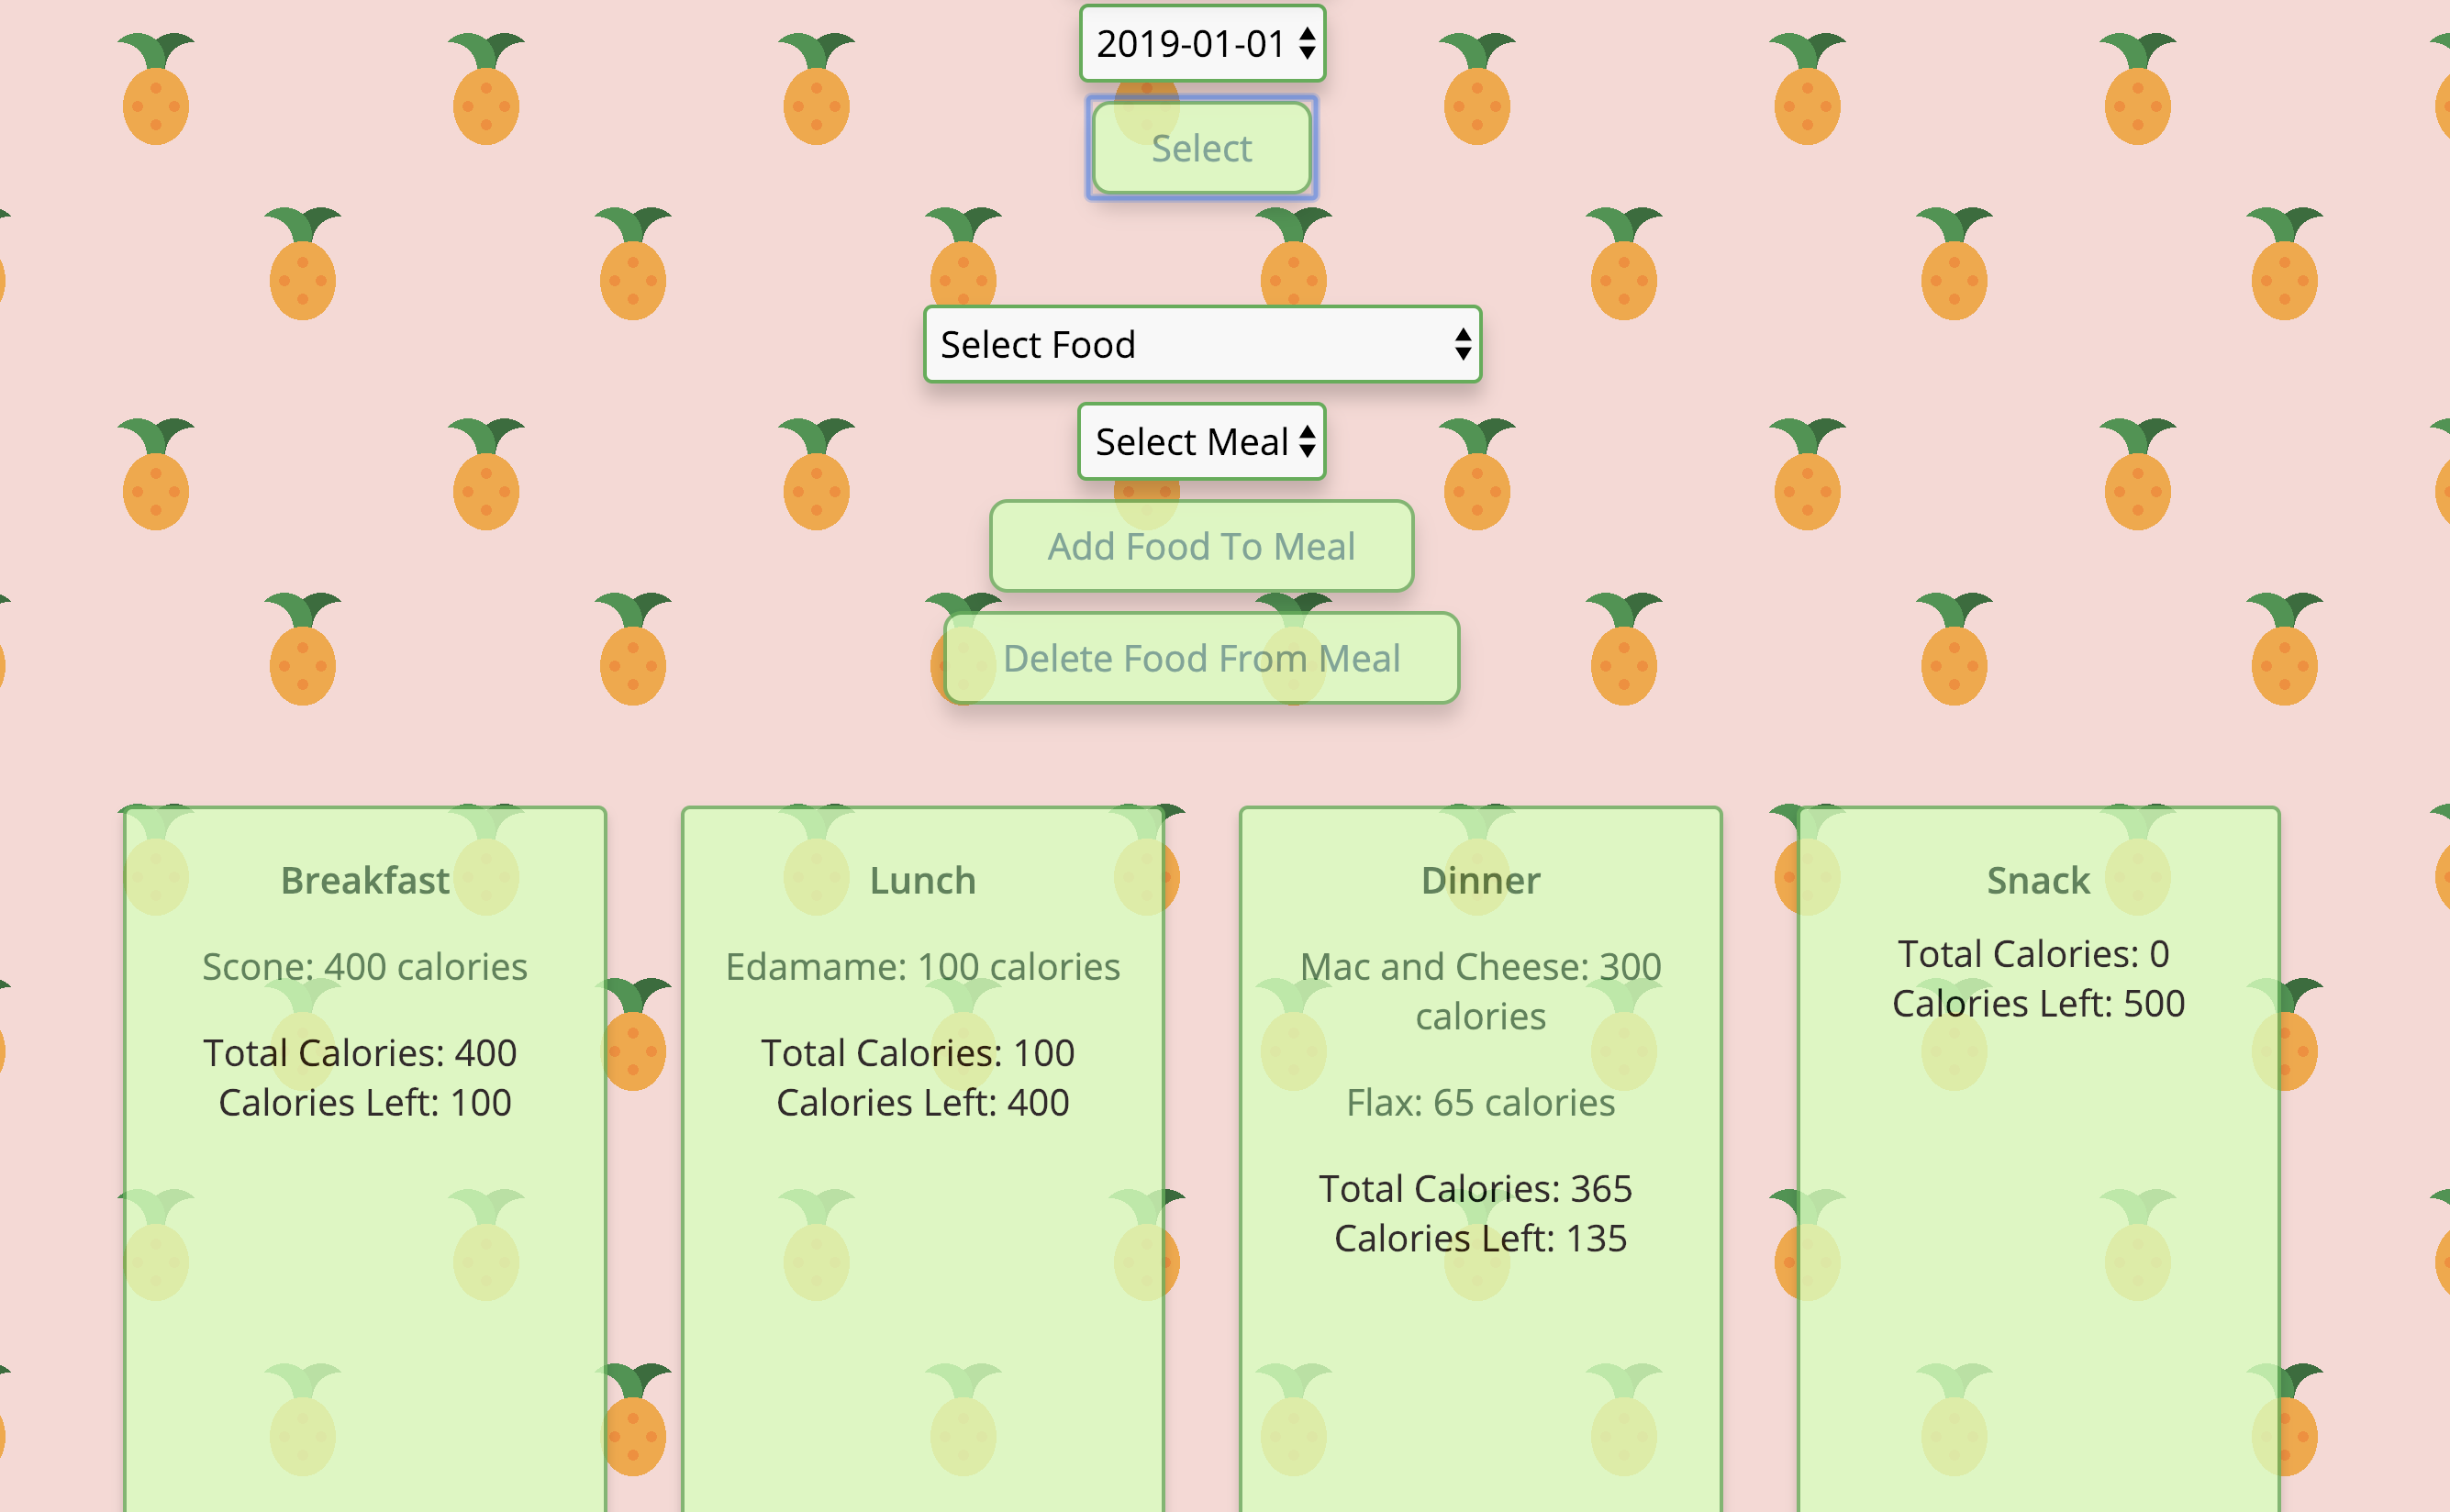 2019-01-01
Select
Select Food
Select Meal
Add Food To Meal
Delete Food From Meal
Breakfast
Scone: 400 calories
Total Calories: 400
Calories Left: 100
Lunch
Edamame: 100 calories
Total Calories: 100
Calories Left: 400
Dinner
Mac and Cheese: 300
calories
Flax: 65 calories
Total Calories: 365
Calories Left: 135
Snack
Total Calories: 0
Calories Left: 500